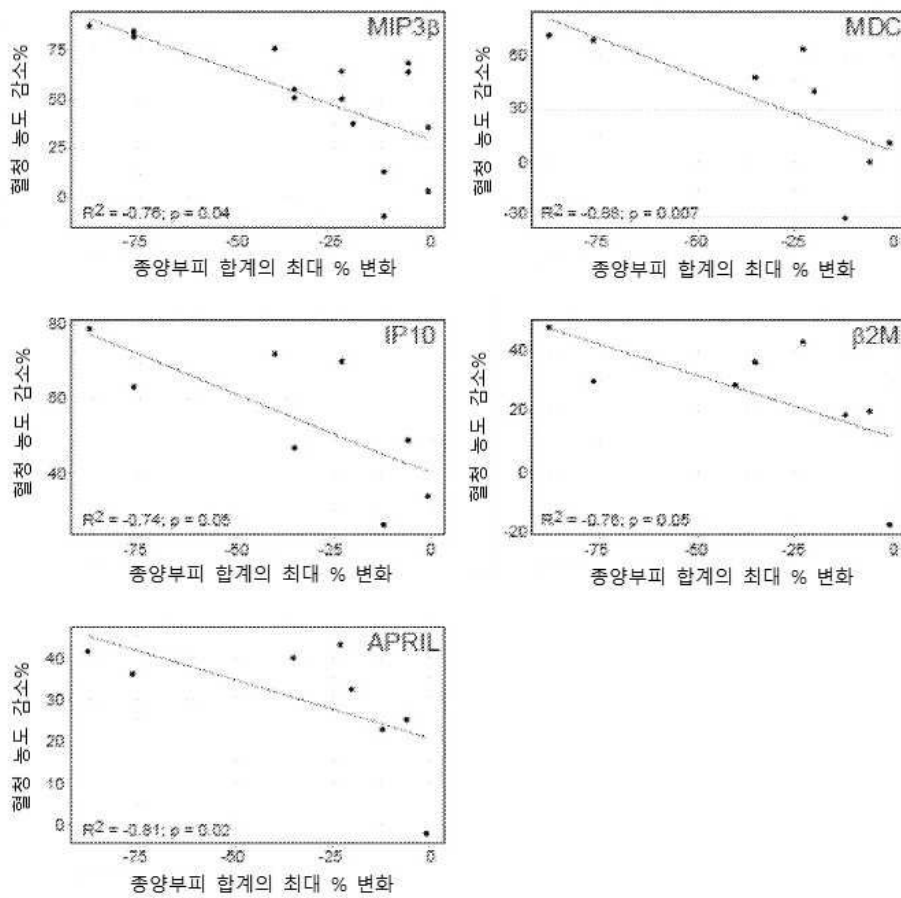 MIP3β
혈청 농도 감소%
75
50
25
0
R² = -0.76; p = 0.04
-75 -50 -25 0
종양부피 합계의 최대 % 변화
MDC
혈청 농도 감소%
60
30
0
-30
R² = -0.88; p = 0.007
-75 -50 -25 0
종양부피 합계의 최대 % 변화
IP10
혈청 농도 감소%
80
60
40
R² = -0.74; p = 0.05
-75 -50 -25 0
종양부피 합계의 최대 % 변화
β2M
혈청 농도 감소%
40
20
0
-20
R² = -0.76; p = 0.05
-75 -50 -25 0
종양부피 합계의 최대 % 변화
APRIL
혈청 농도 감소%
40
30
20
10
0
R² = -0.81; p = 0.02
-75 -50 -25 0
종양부피 합계의 최대 % 변화